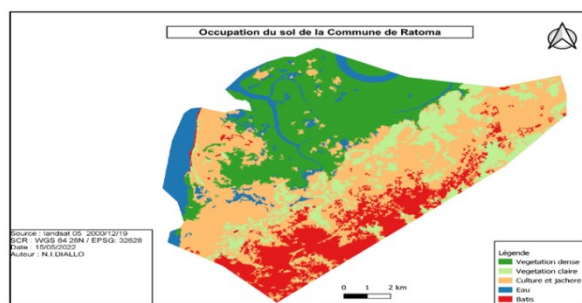 Occupation du sol de la Commune de Ratoma
Source : landsat 05 2000/12/19
SCR : WGS 84 28N / EPSG: 32628
Date : 15/05/2022
Autour : N.I.DIALLO
0 1 2 km
Légende
Vegetation dense
Vegetation claire
Culture et jachere
Eau
Batis